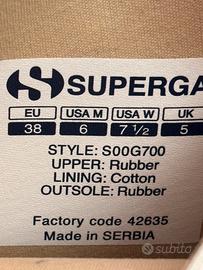 SUPERGA
EU USA M USA W UK
38 6 7 1/2 5
STYLE: S00G700
UPPER: Rubber
LINING: Cotton
OUTSOLE: Rubber
Factory code 42635
Made in SERBIA
subito